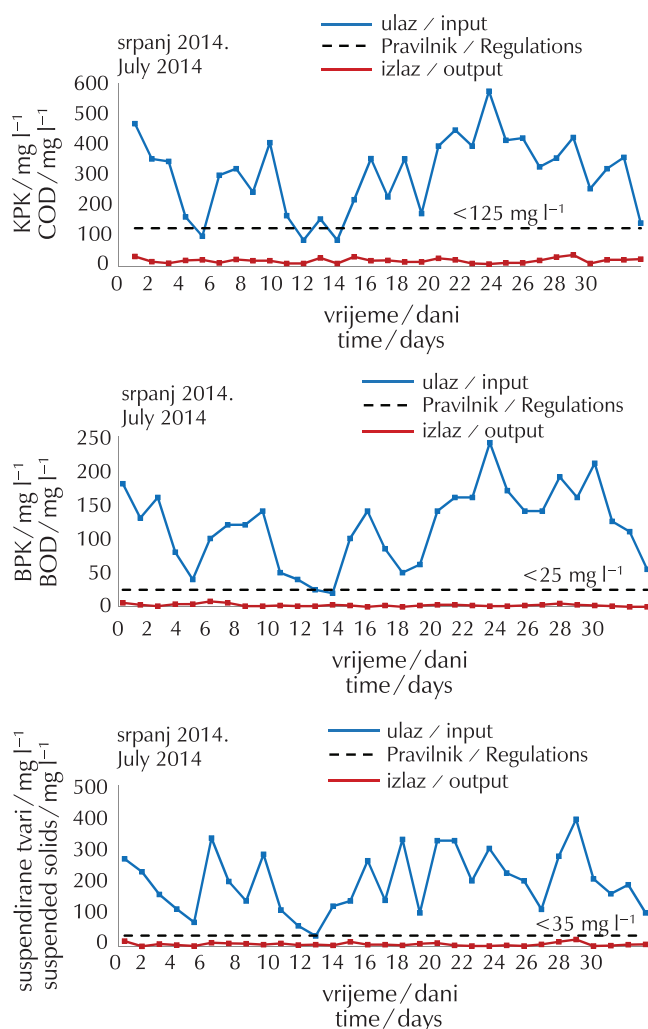 ulaz / input
srpanj 2014.
Pravilnik / Regulations
July 2014
izlaz / output
600
500
400
300
200
100
0
KPK / mg l⁻¹
COD / mg l⁻¹
<125 mg l⁻¹
0 2 4 6 8 10 12 14 16 18 20 22 24 26 28 30
vrijeme / dani
time / days
ulaz / input
srpanj 2014.
Pravilnik / Regulations
July 2014
izlaz / output
250
200
150
100
50
0
BPK / mg l⁻¹
BOD / mg l⁻¹
<25 mg l⁻¹
0 2 4 6 8 10 12 14 16 18 20 22 24 26 28 30
vrijeme / dani
time / days
srpanj 2014.
ulaz / input
July 2014
Pravilnik / Regulations
izlaz / output
500
400
300
200
100
0
suspendirane tvari / mg l⁻¹
suspended solids / mg l⁻¹
<35 mg l⁻¹
0 2 4 6 8 10 12 14 16 18 20 22 24 26 28 30
vrijeme / dani
time / days